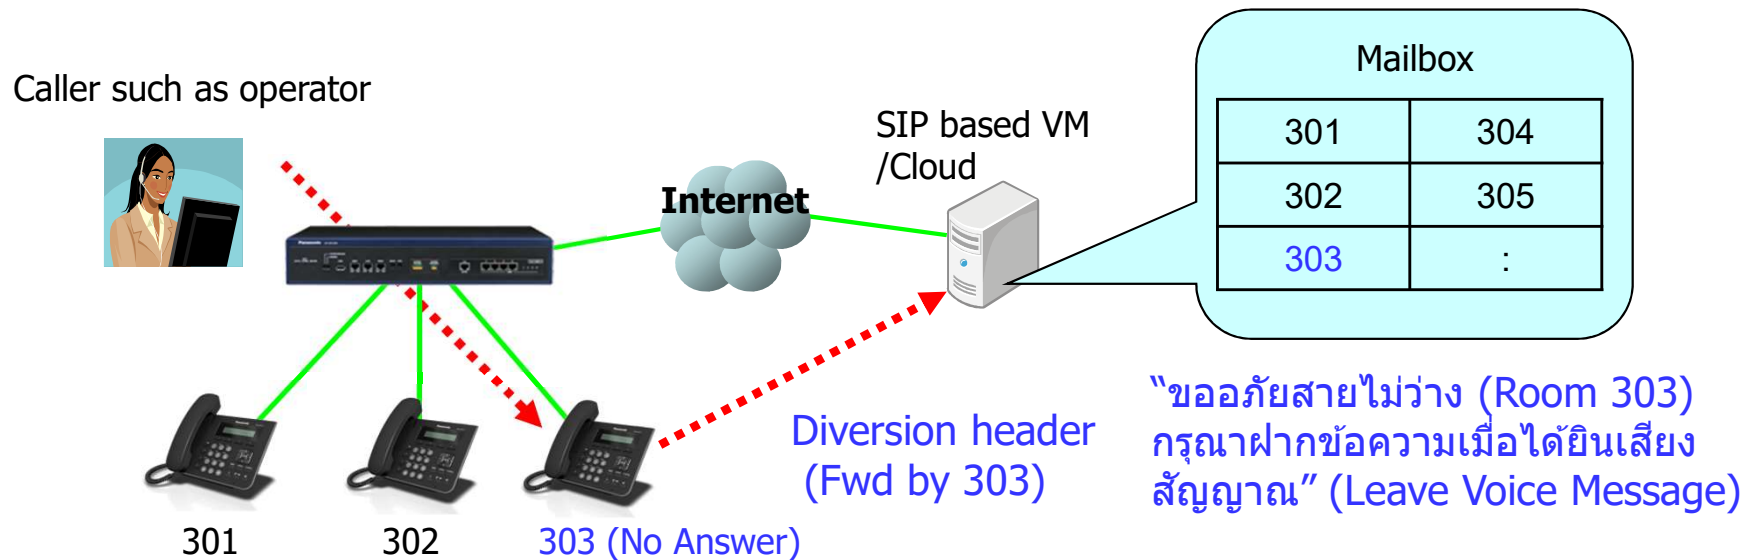 Caller such as operator
SIP based VM
/Cloud
Internet
Mailbox
301 304
302 305
303 :
Panasonic
Diversion header
(Fwd by 303)
“ขออภัยสายไม่ว่าง (Room 303)
กรุณาฝากข้อความเมื่อได้ยินเสียง
สัญญาณ” (Leave Voice Message)
301
302
303 (No Answer)